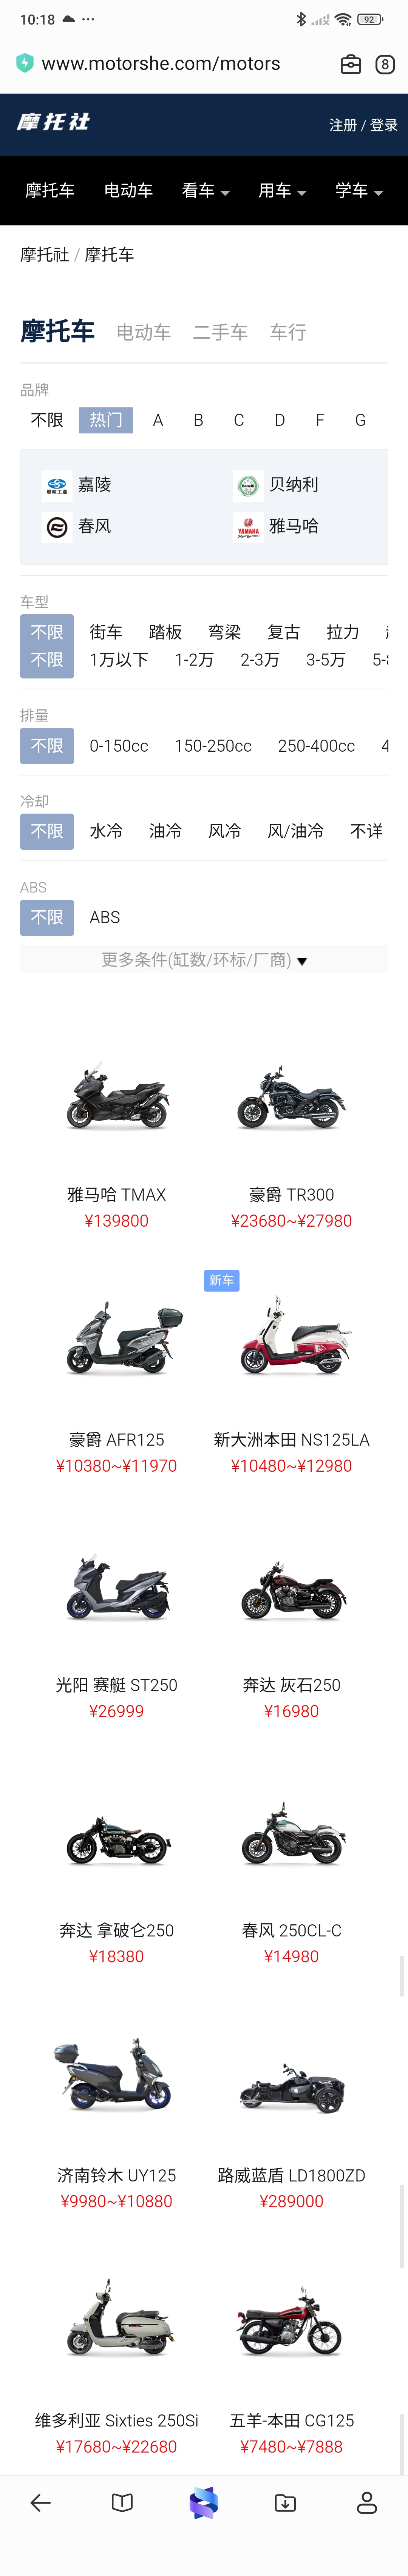 10:18
92
www.motorshe.com/motors
8
摩托社
注册 / 登录
摩托车 电动车 看车 用车 学车
摩托社 / 摩托车
摩托车 电动车 二手车 车行
品牌
不限 热门 A B C D F G
嘉陵 贝纳利
春风 雅马哈
车型
不限 街车 踏板 弯梁 复古 拉力
不限 1万以下 1-2万 2-3万 3-5万 5-8
排量
不限 0-150cc 150-250cc 250-400cc 4
冷却
不限 水冷 油冷 风冷 风/油冷 不详
ABS
不限 ABS
更多条件(缸数/环标/厂商)
雅马哈 TMAX 豪爵 TR300
¥139800 ¥23680~¥27980
新车
豪爵 AFR125 新大洲本田 NS125LA
¥10380~¥11970 ¥10480~¥12980
光阳 赛艇 ST250 奔达 灰石250
¥26999 ¥16980
奔达 拿破仑250 春风 250CL-C
¥18380 ¥14980
济南铃木 UY125 路威蓝盾 LD1800ZD
¥9980~¥10880 ¥289000
维多利亚 Sixties 250Si 五羊-本田 CG125
¥17680~¥22680 ¥7480~¥7888